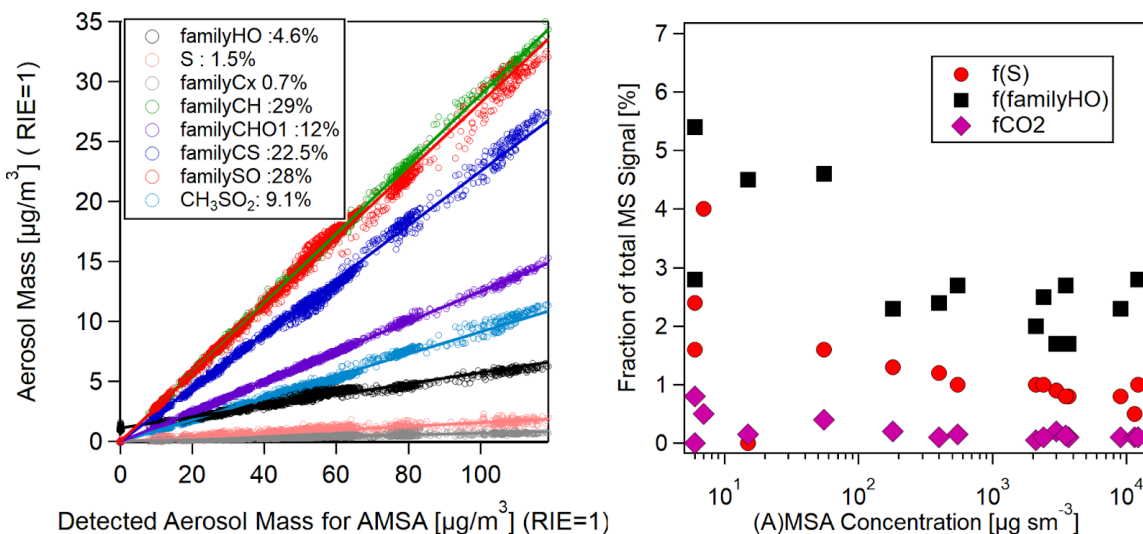 35
30
25
20
15
10
5
0
Aerosol Mass [µg/m³] ( RIE=1)
familyHO :4.6%
S : 1.5%
familyCx 0.7%
familyCH :29%
familyCHO1 :12%
familyCS :22.5%
familySO :28%
CH₃SO₂: 9.1%
0 20 40 60 80 100
Detected Aerosol Mass for AMSA [µg/m³] (RIE=1)
7
6
5
4
3
2
1
0
Fraction of total MS Signal [%]
f(S)
f(familyHO)
fCO2
10¹ 10² 10³ 10⁴
(A)MSA Concentration [µg sm⁻³]